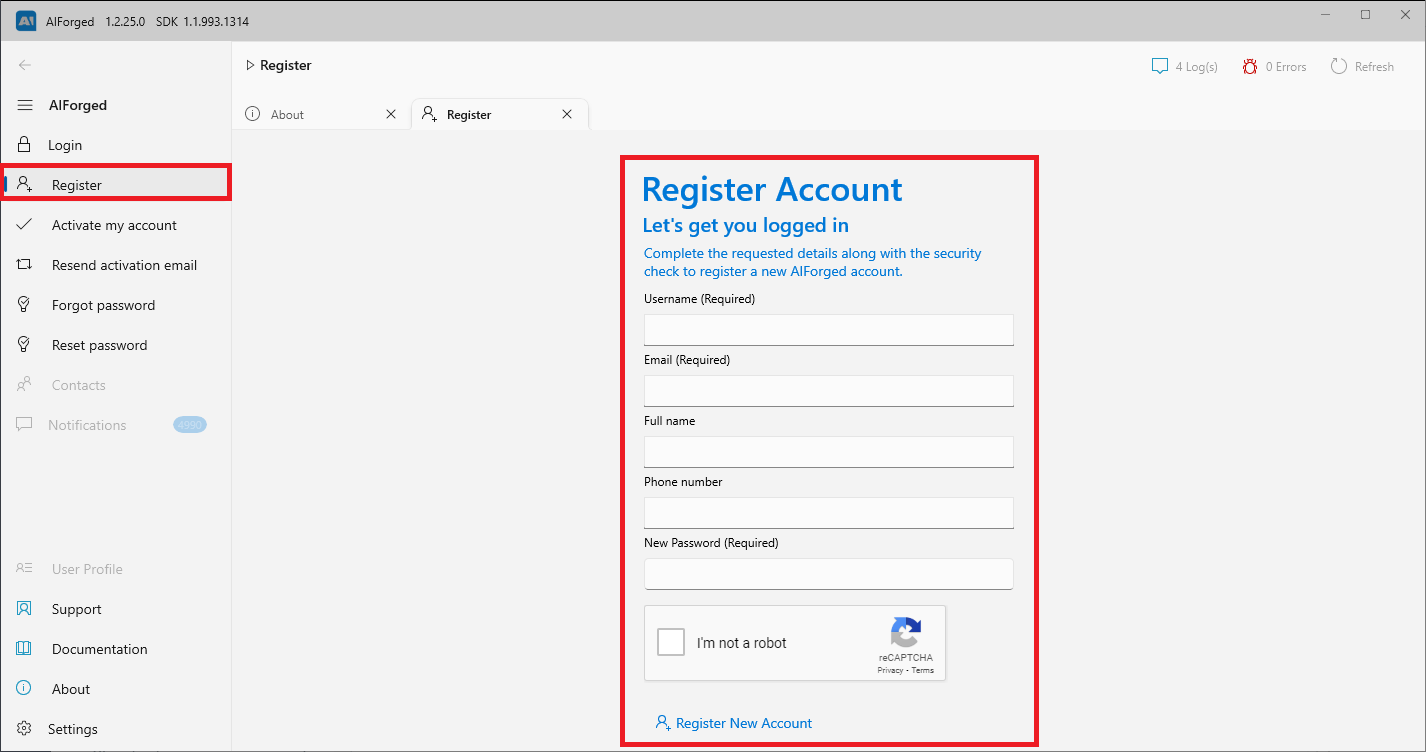 AI AIForged 1.2.25.0 SDK 1.1.993.1314
Register
4 Log(s) 0 Errors Refresh
AIForged
Login
Register
Activate my account
Resend activation email
Forgot password
Reset password
Contacts
Notifications 4990
User Profile
Support
Documentation
About
Settings
About
Register
Register Account
Let's get you logged in
Complete the requested details along with the security
check to register a new AIForged account.
Username (Required)
Email (Required)
Full name
Phone number
New Password (Required)
I'm not a robot
reCAPTCHA
Privacy - Terms
Register New Account